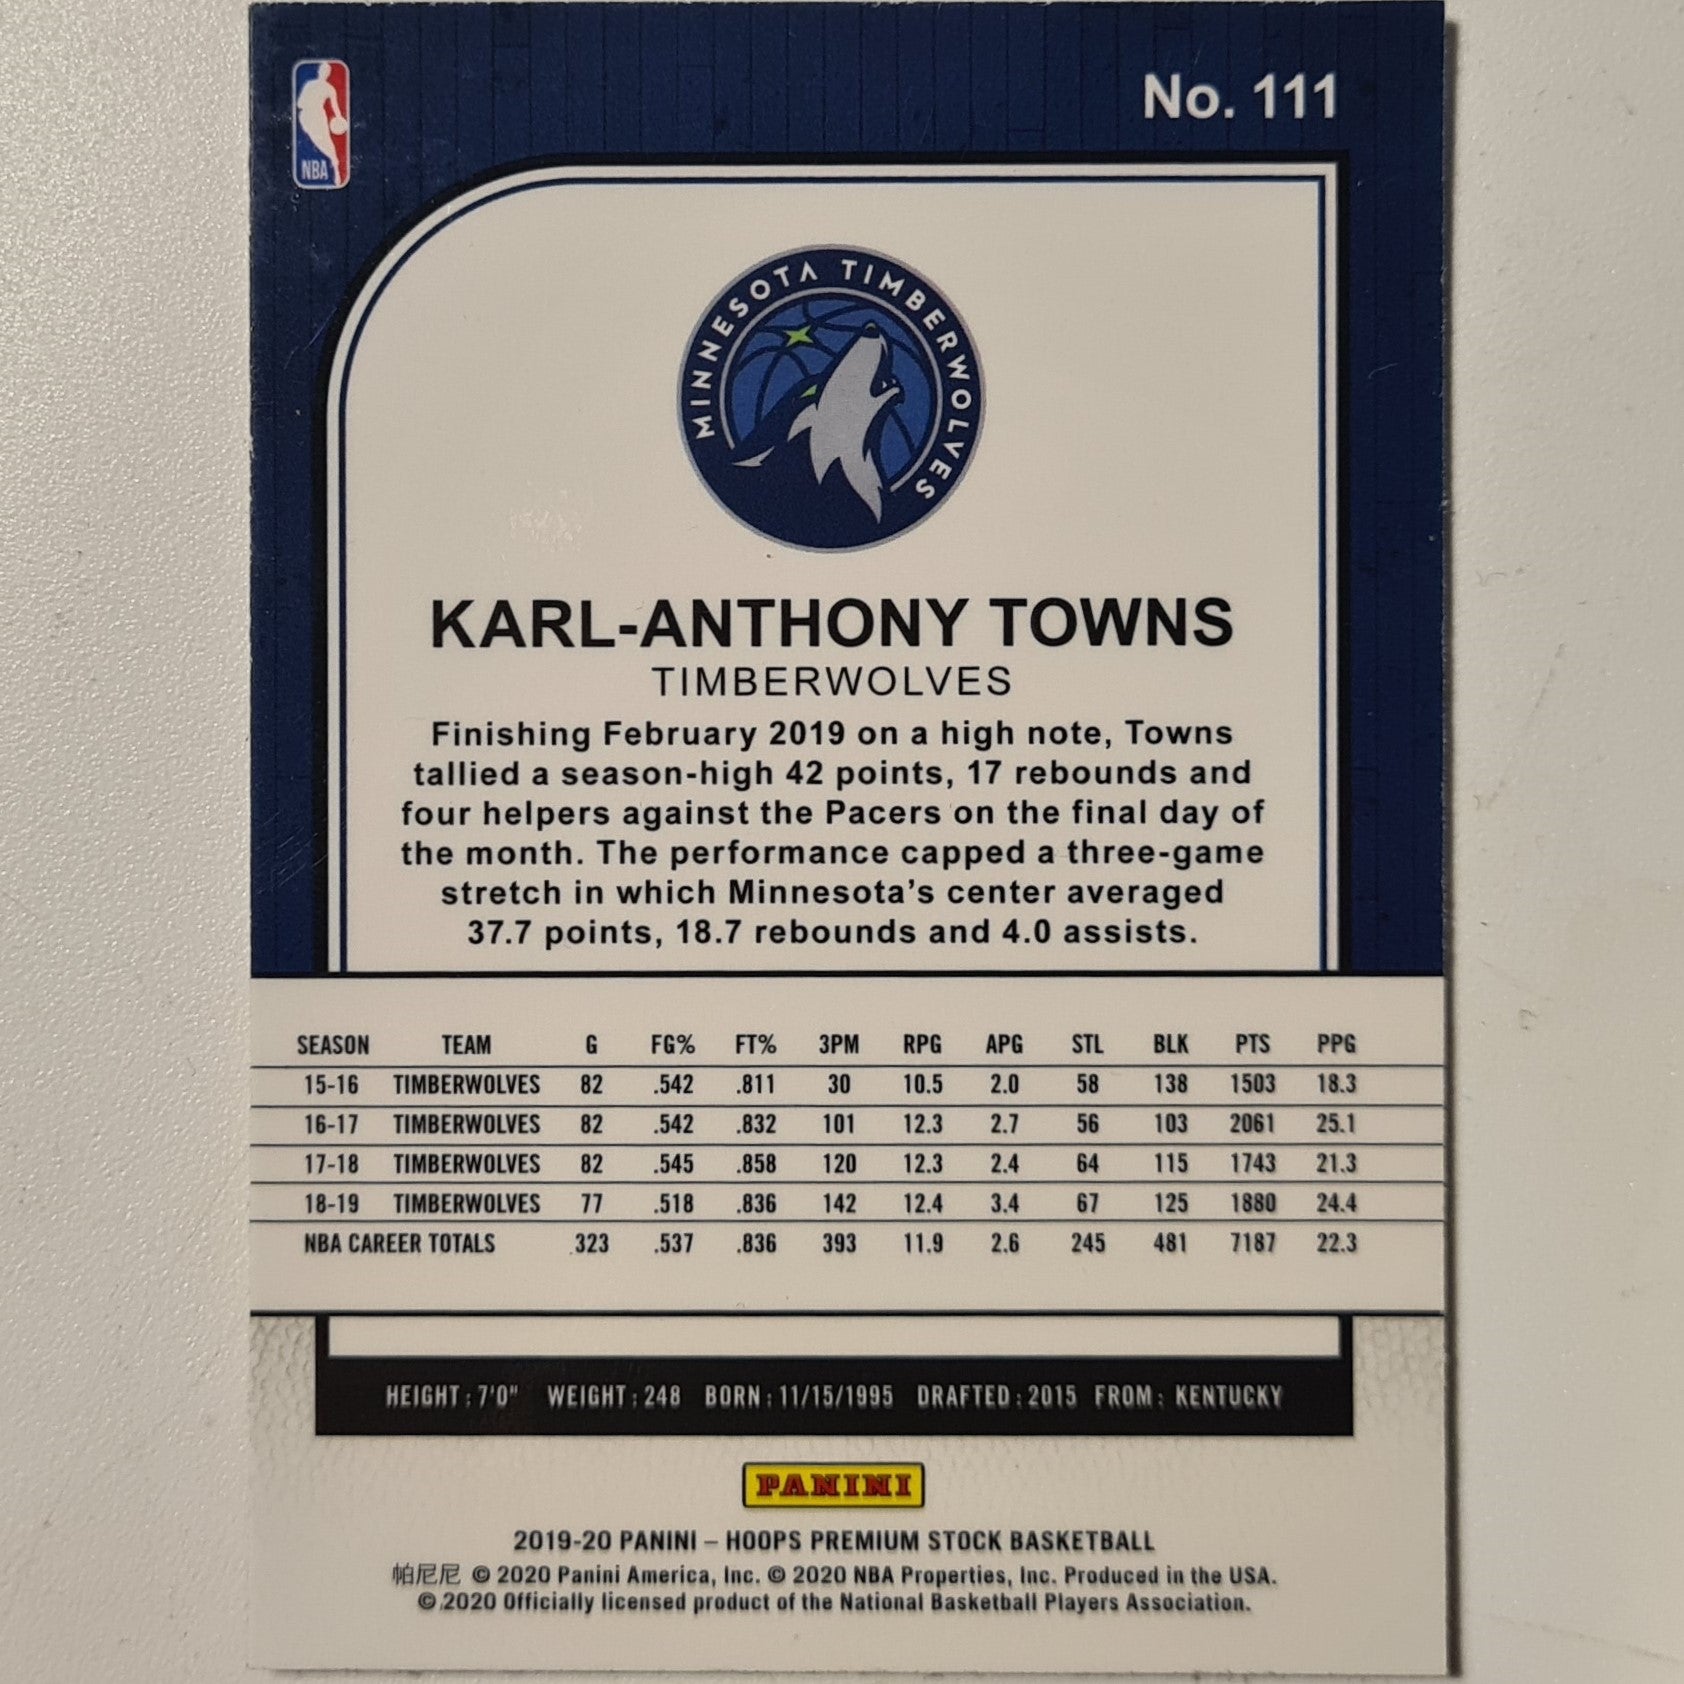 No. 111
NBA
MINNESOTA TIMBERWOLVES
KARL-ANTHONY TOWNS
TIMBERWOLVES
Finishing February 2019 on a high note, Towns
tallied a season-high 42 points, 17 rebounds and
four helpers against the Pacers on the final day of
the month. The performance capped a three-game
stretch in which Minnesota's center averaged
37.7 points, 18.7 rebounds and 4.0 assists.
SEASON TEAM G FG% FT% 3PM RPG APG STL BLK PTS PPG
15-16 TIMBERWOLVES 82 .542 .811 30 10.5 2.0 58 138 1503 18.3
16-17 TIMBERWOLVES 82 .542 .832 101 12.3 2.7 56 103 2061 25.1
17-18 TIMBERWOLVES 82 .545 .858 120 12.3 2.4 64 115 1743 21.3
18-19 TIMBERWOLVES 77 .518 .836 142 12.4 3.4 67 125 1880 24.4
NBA CAREER TOTALS 323 .537 .836 393 11.9 2.6 245 481 7187 22.3
HEIGHT: 7'0" WEIGHT: 248 BORN: 11/15/1995 DRAFTED: 2015 FROM: KENTUCKY
PANINI
2019-20 PANINI – HOOPS PREMIUM STOCK BASKETBALL
帕尼尼 © 2020 Panini America, Inc. © 2020 NBA Properties, Inc. Produced in the USA.
© 2020 Officially licensed product of the National Basketball Players Association.